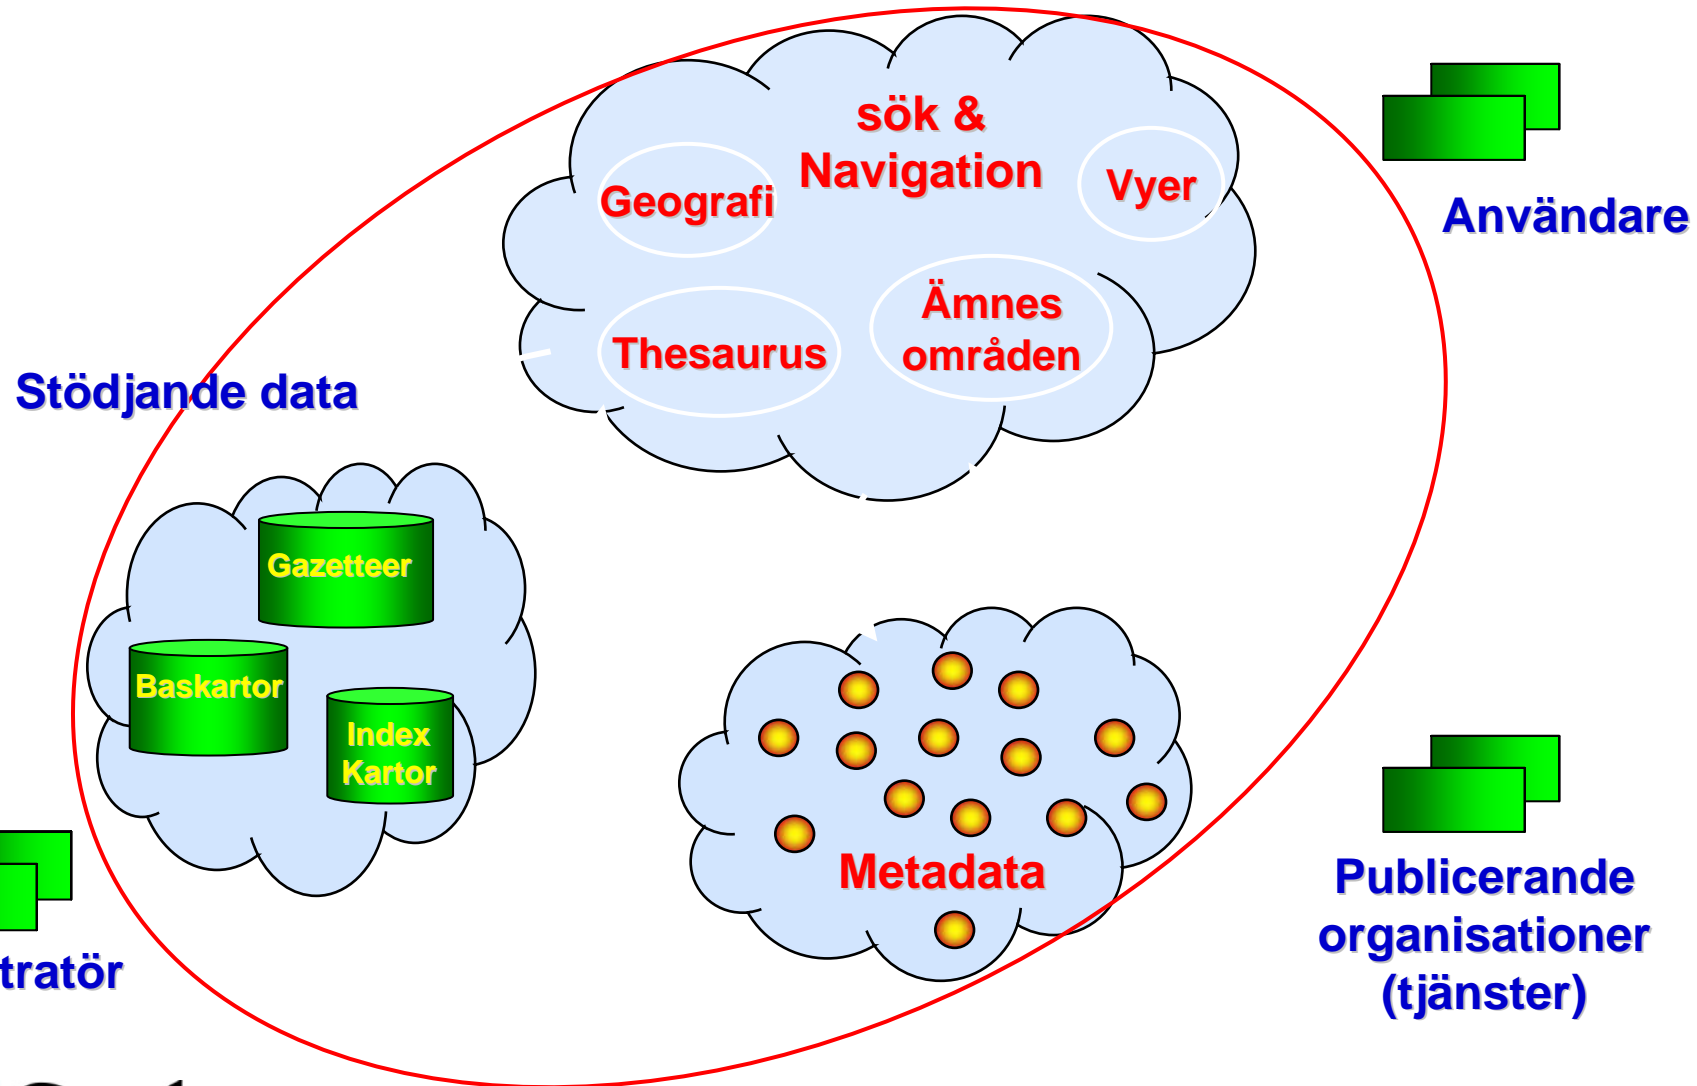 sök &
Navigation
Geografi
Vyer
Användare
Ämnes
områden
Thesaurus
Stödjande data
Gazetteer
Baskartor
Index
Kartor
Metadata
Publicerande
organisationer
(tjänster)
tratör